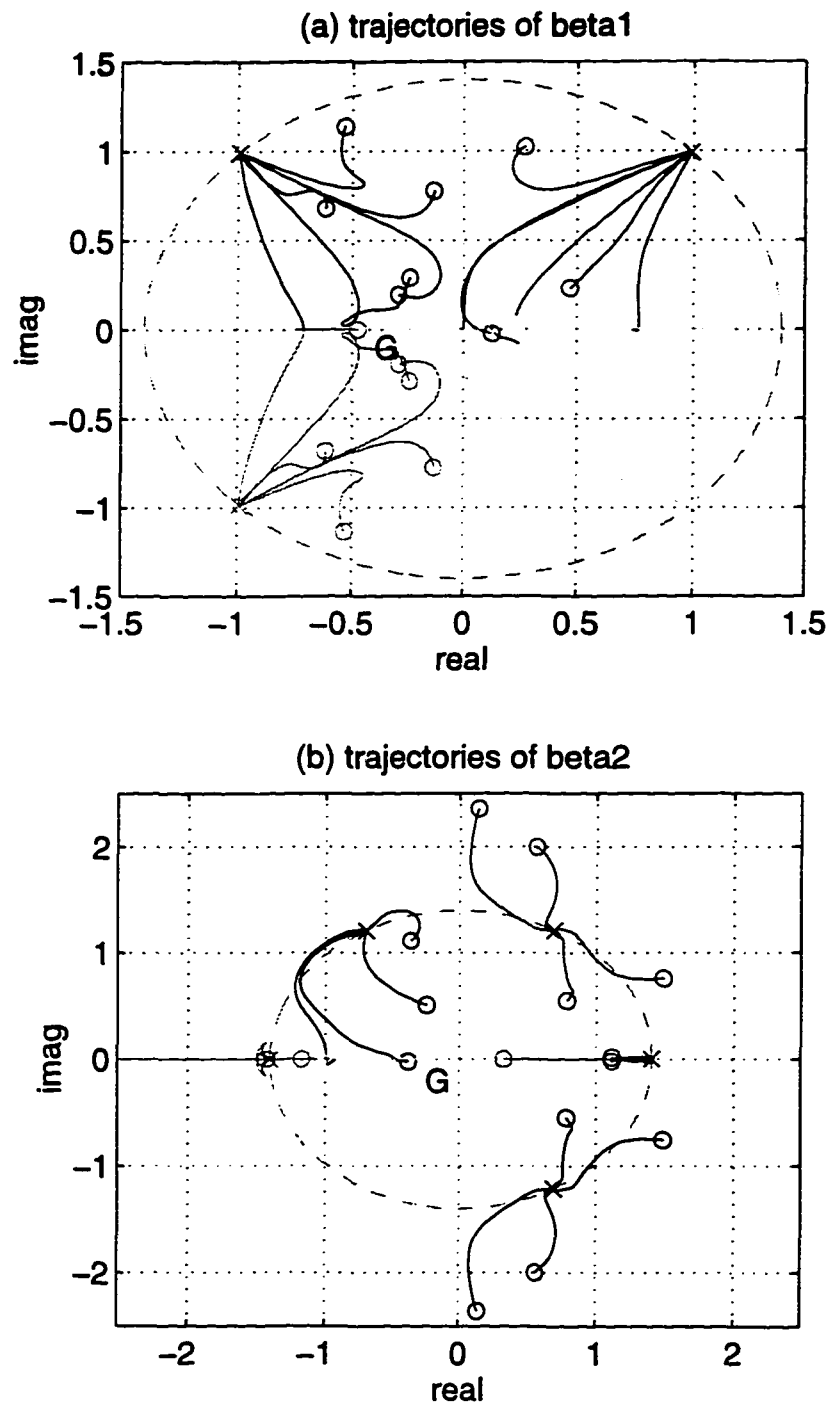 (a) trajectories of beta1
1.5
1
0.5
0
−0.5
−1
−1.5
imag
G
−1.5 −1 −0.5 0 0.5 1 1.5
real
(b) trajectories of beta2
2
1
0
−1
−2
imag
G
−2 −1 0 1 2
real